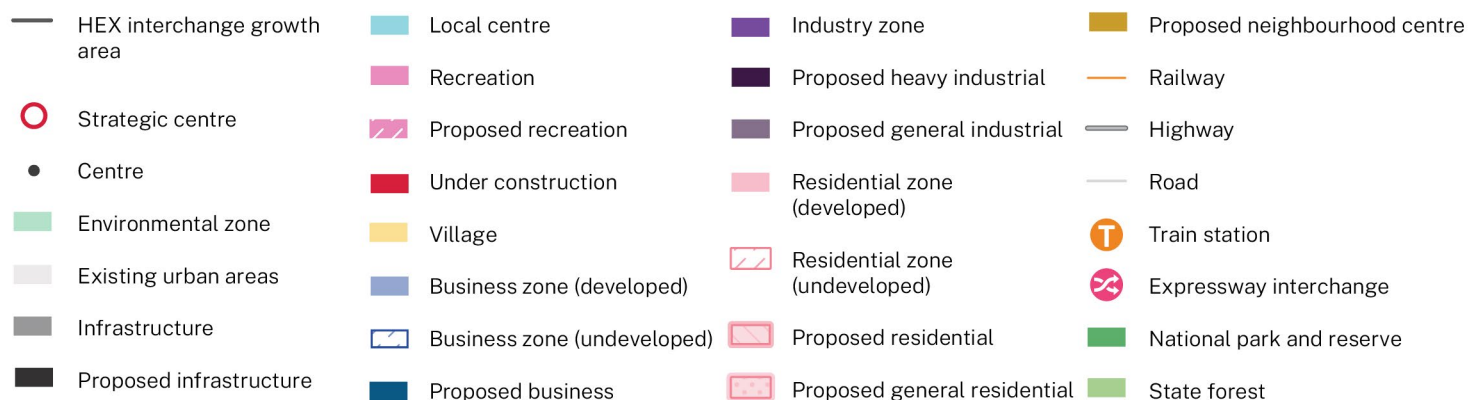 HEX interchange growth
area
Strategic centre
Centre
Environmental zone
Existing urban areas
Infrastructure
Proposed infrastructure
Local centre
Recreation
Proposed recreation
Under construction
Village
Business zone (developed)
Business zone (undeveloped)
Proposed business
Industry zone
Proposed heavy industrial
Proposed general industrial
Residential zone
(developed)
Residential zone
(undeveloped)
Proposed residential
Proposed general residential
Proposed neighbourhood centre
Railway
Highway
Road
T
Train station
Expressway interchange
National park and reserve
State forest